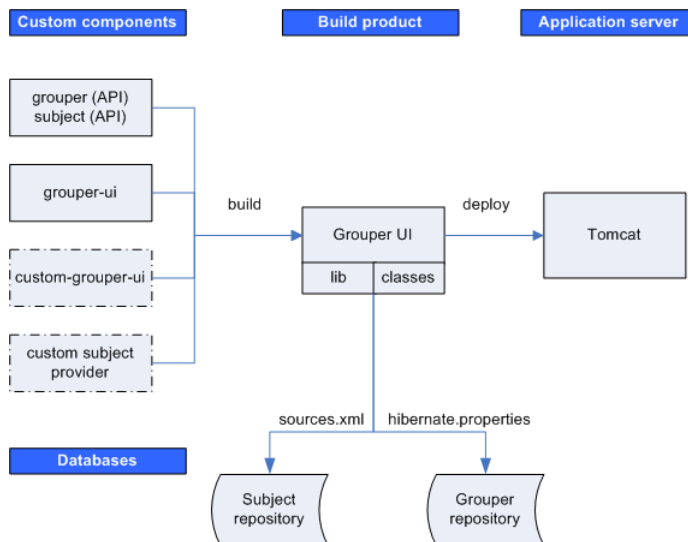 Custom components
Build product
Application server
grouper (API)
subject (API)
grouper-ui
build
deploy
Grouper UI
Tomcat
lib
classes
custom-grouper-ui
custom subject
provider
sources.xml
hibernate.properties
Databases
Subject
repository
Grouper
repository